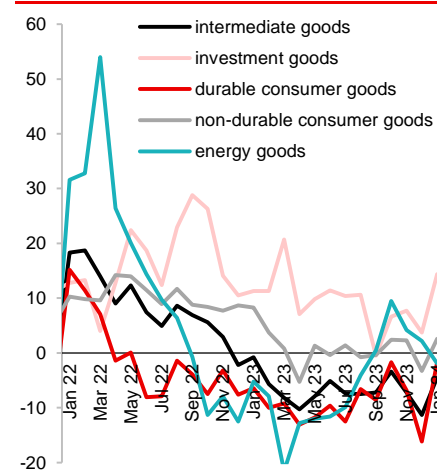 60
50
40
30
20
10
0
-10
-20
intermediate goods
investment goods
durable consumer goods
non-durable consumer goods
energy goods
Jan 22
Mar 22
May 22
Jul 22
Sep 22
Nov 22
Jan 23
Mar 23
May 23
Jul 23
Sep 23
Nov 23